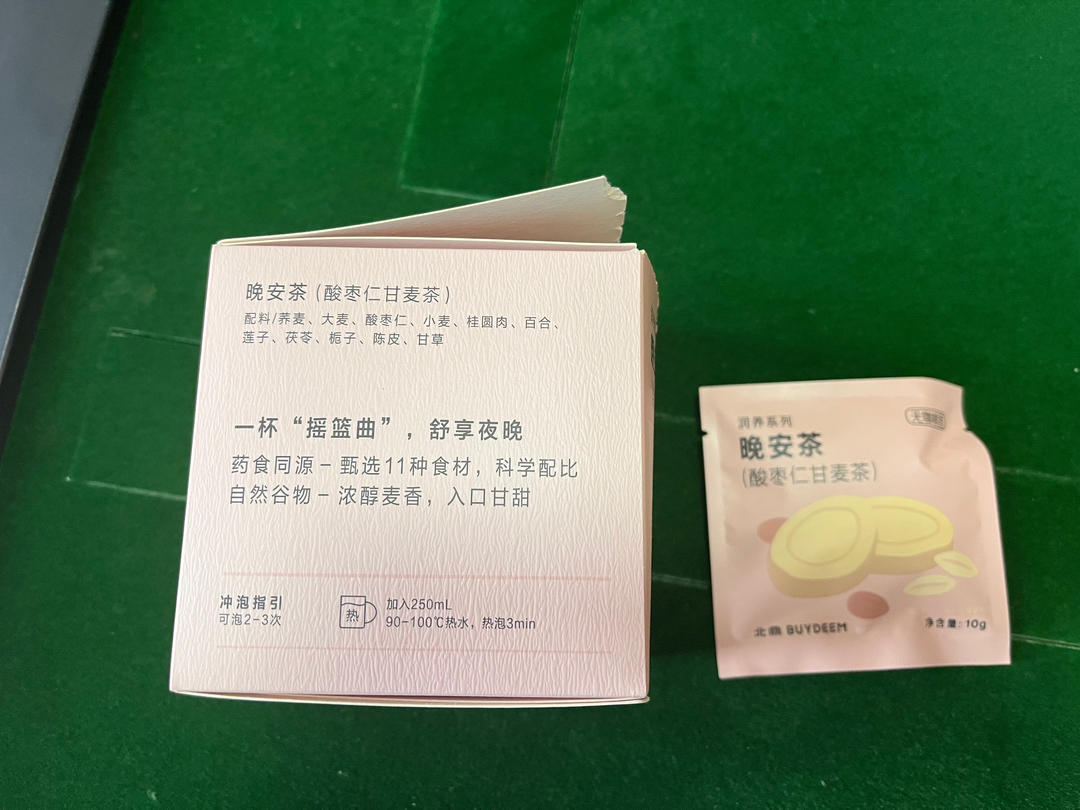 晚安茶（酸枣仁甘麦茶）
配料/荞麦、大麦、酸枣仁、小麦、桂圆肉、百合、
莲子、茯苓、栀子、陈皮、甘草
一杯“摇篮曲”，舒享夜晚
药食同源－甄选11种食材，科学配比
自然谷物－浓醇麦香，入口甘甜
冲泡指引
可泡2-3次
热
加入250mL
90-100℃热水，热泡3min
润养系列
无咖啡因
晚安茶
（酸枣仁甘麦茶）
北鼎 BUYDEEM
净含量：10g